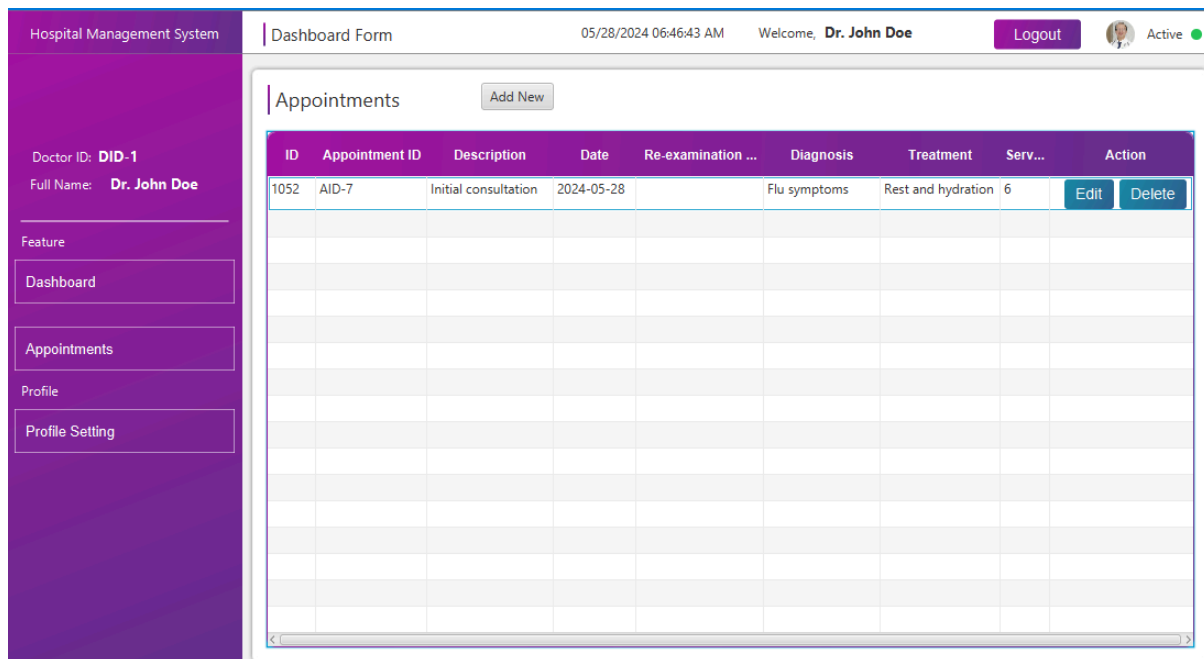 Hospital Management System
Dashboard Form 05/28/2024 06:46:43 AM Welcome, Dr. John Doe Logout Active
Doctor ID: DID-1
Full Name: Dr. John Doe
Feature
Dashboard
Appointments
Profile
Profile Setting
Appointments Add New
ID Appointment ID Description Date Re-examination ... Diagnosis Treatment Serv... Action
1052 AID-7 Initial consultation 2024-05-28 Flu symptoms Rest and hydration 6 Edit Delete